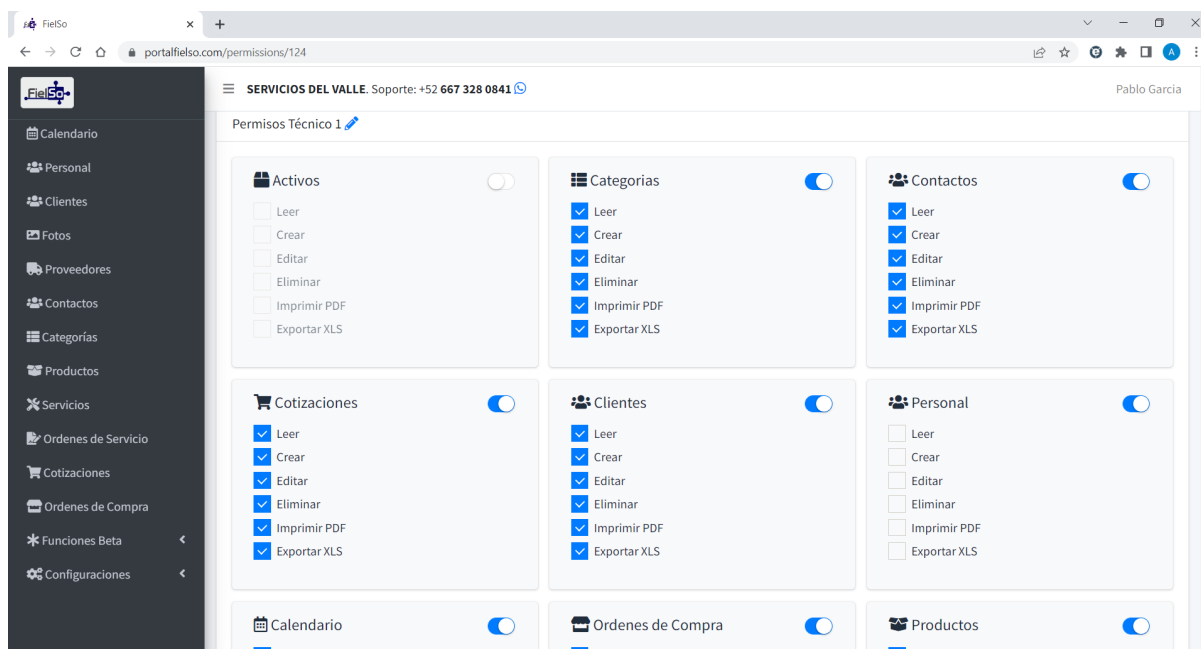 FielSo
portalfielso.com/permissions/124
A
FielSo
SERVICIOS DEL VALLE. Soporte: +52 667 328 0841
Pablo Garcia
Calendario
Personal
Clientes
Fotos
Proveedores
Contactos
Categorías
Productos
Servicios
Ordenes de Servicio
Cotizaciones
Ordenes de Compra
Funciones Beta
Configuraciones
Permisos Técnico 1
Activos
Leer
Crear
Editar
Eliminar
Imprimir PDF
Exportar XLS
Categorias
Leer
Crear
Editar
Eliminar
Imprimir PDF
Exportar XLS
Contactos
Leer
Crear
Editar
Eliminar
Imprimir PDF
Exportar XLS
Cotizaciones
Leer
Crear
Editar
Eliminar
Imprimir PDF
Exportar XLS
Clientes
Leer
Crear
Editar
Eliminar
Imprimir PDF
Exportar XLS
Personal
Leer
Crear
Editar
Eliminar
Imprimir PDF
Exportar XLS
Calendario
Ordenes de Compra
Productos